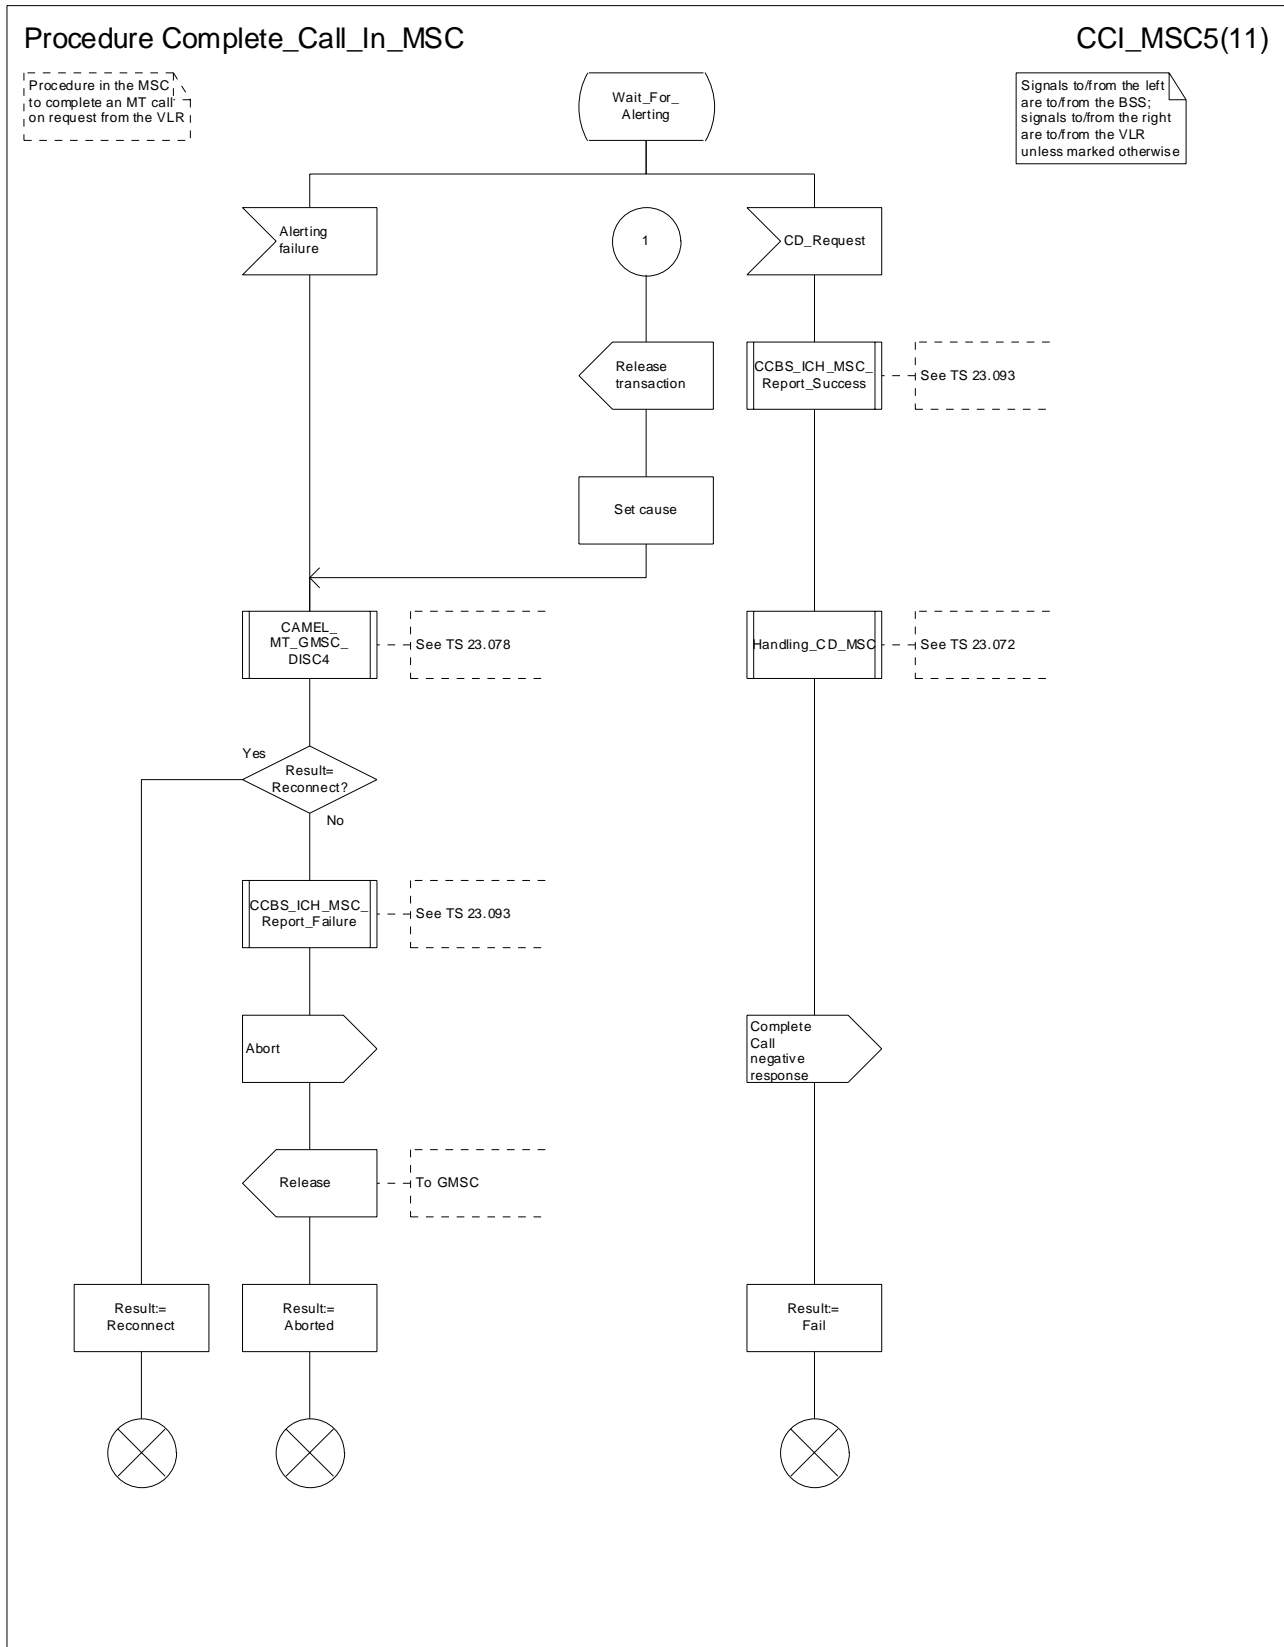 Procedure Complete_Call_In_MSC
CCI_MSC5(11)
Procedure in the MSC
to complete an MT call
on request from the VLR
Wait_For_
Alerting
Signals to/from the left
are to/from the BSS;
signals to/from the right
are to/from the VLR
unless marked otherwise
Alerting
failure
1
CD_Request
Release
transaction
CCBS_ICH_MSC_
Report_Success
See TS 23.093
Set cause
CAMEL_
MT_GMSC_
DISC4
See TS 23.078
Handling_CD_MSC
See TS 23.072
Yes
Result=
Reconnect?
No
CCBS_ICH_MSC_
Report_Failure
See TS 23.093
Abort
Complete
Call
negative
response
Release
To GMSC
Result:=
Reconnect
Result:=
Aborted
Result:=
Fail